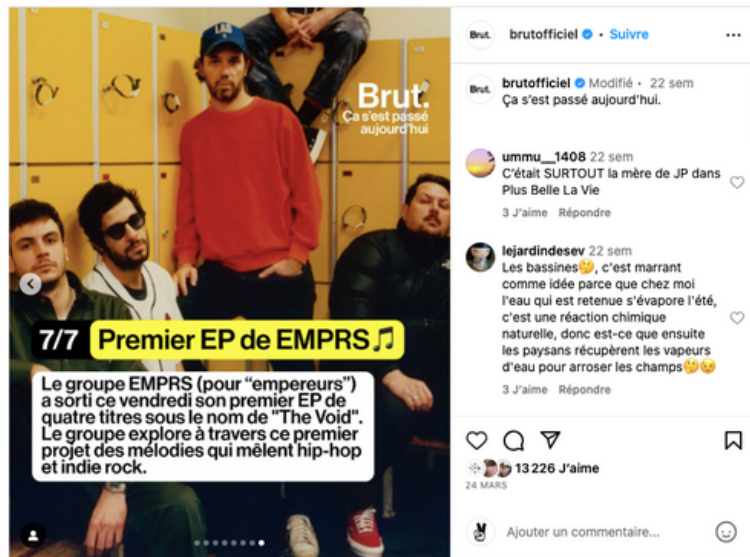 LAG
Brut.
Ça s'est passé
aujourd'hui
7/7 Premier EP de EMPRS
Le groupe EMPRS (pour "empereurs")
a sorti ce vendredi son premier EP de
quatre titres sous le nom de "The Void".
Le groupe explore à travers ce premier
projet des mélodies qui mêlent hip-hop
et indie rock.
Brut. brutofficiel • Suivre
Brut. brutofficiel Modifié • 22 sem
Ça s'est passé aujourd'hui.
ummu__1408 22 sem
C'était SURTOUT la mère de JP dans
Plus Belle La Vie
3 J'aime Répondre
lejardindesev 22 sem
Les bassines🤔, c'est marrant
comme idée parce que chez moi
l'eau qui est retenue s'évapore l'été,
c'est une réaction chimique
naturelle, donc est-ce que ensuite
les paysans récupèrent les vapeurs
d'eau pour arroser les champs🤔😉
3 J'aime Répondre
13 226 J'aime
24 MARS
Ajouter un commentaire...